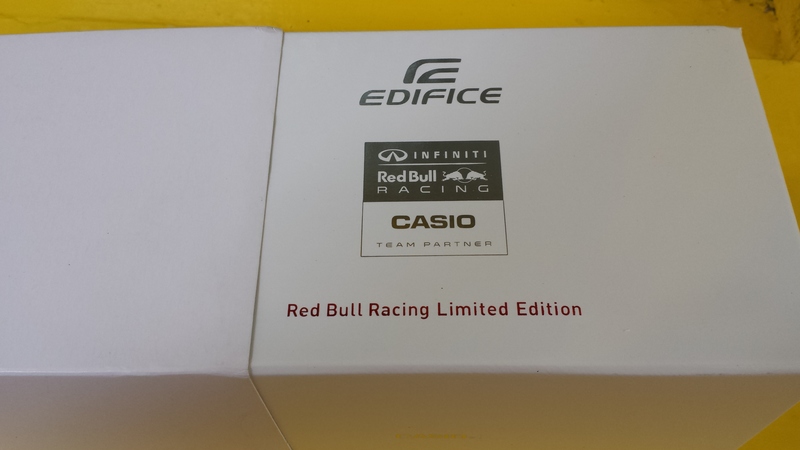 EDIFICE
INFINITI
Red Bull
RACING
CASIO
TEAM PARTNER
Red Bull Racing Limited Edition